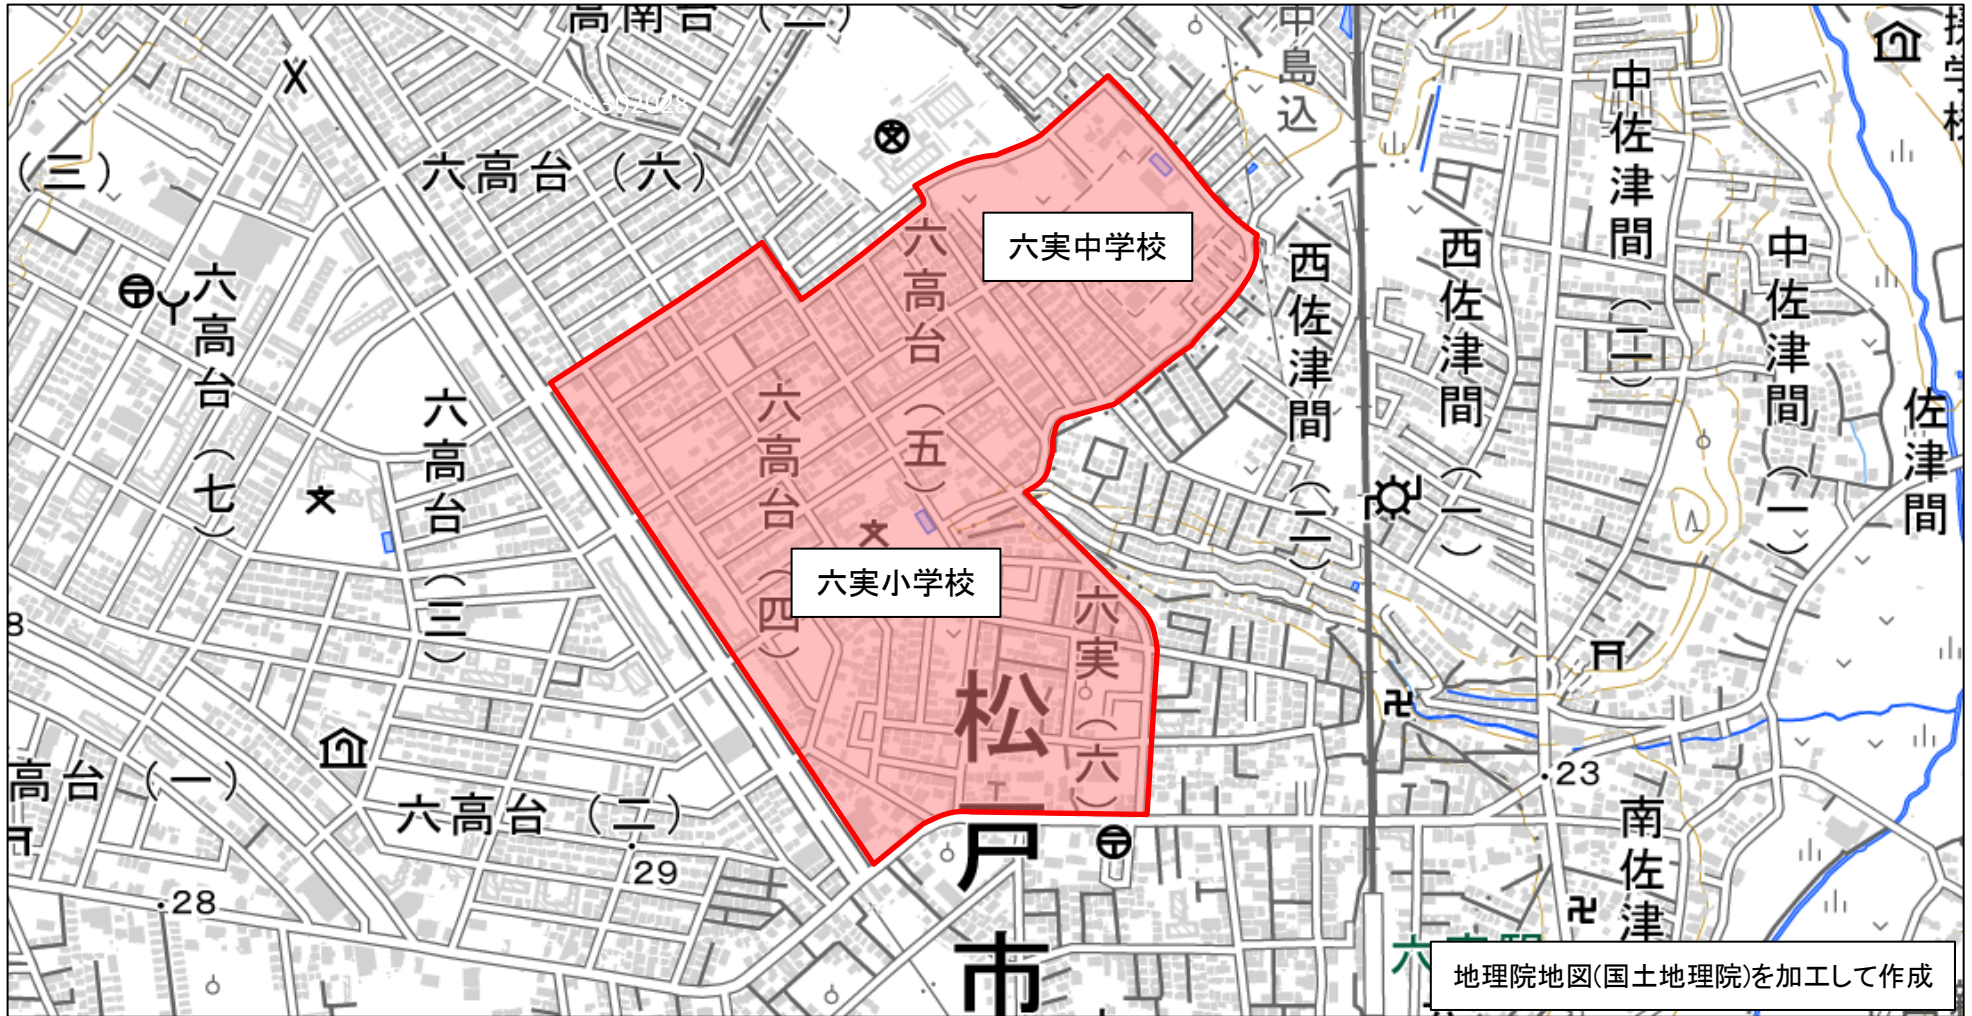 高南台(二)
中島込
中佐津間(二)
六高台(六)
(三)
六高台(五)
六実中学校
西佐津間(二)
西佐津間(一)
中佐津間(一)
佐津間
六高台(七)
六高台(三)
六高台(四)
六実小学校
六実(六)
松戸市
高台(一)
六高台(二)
23
29
28
南佐津
地理院地図(国土地理院)を加工して作成